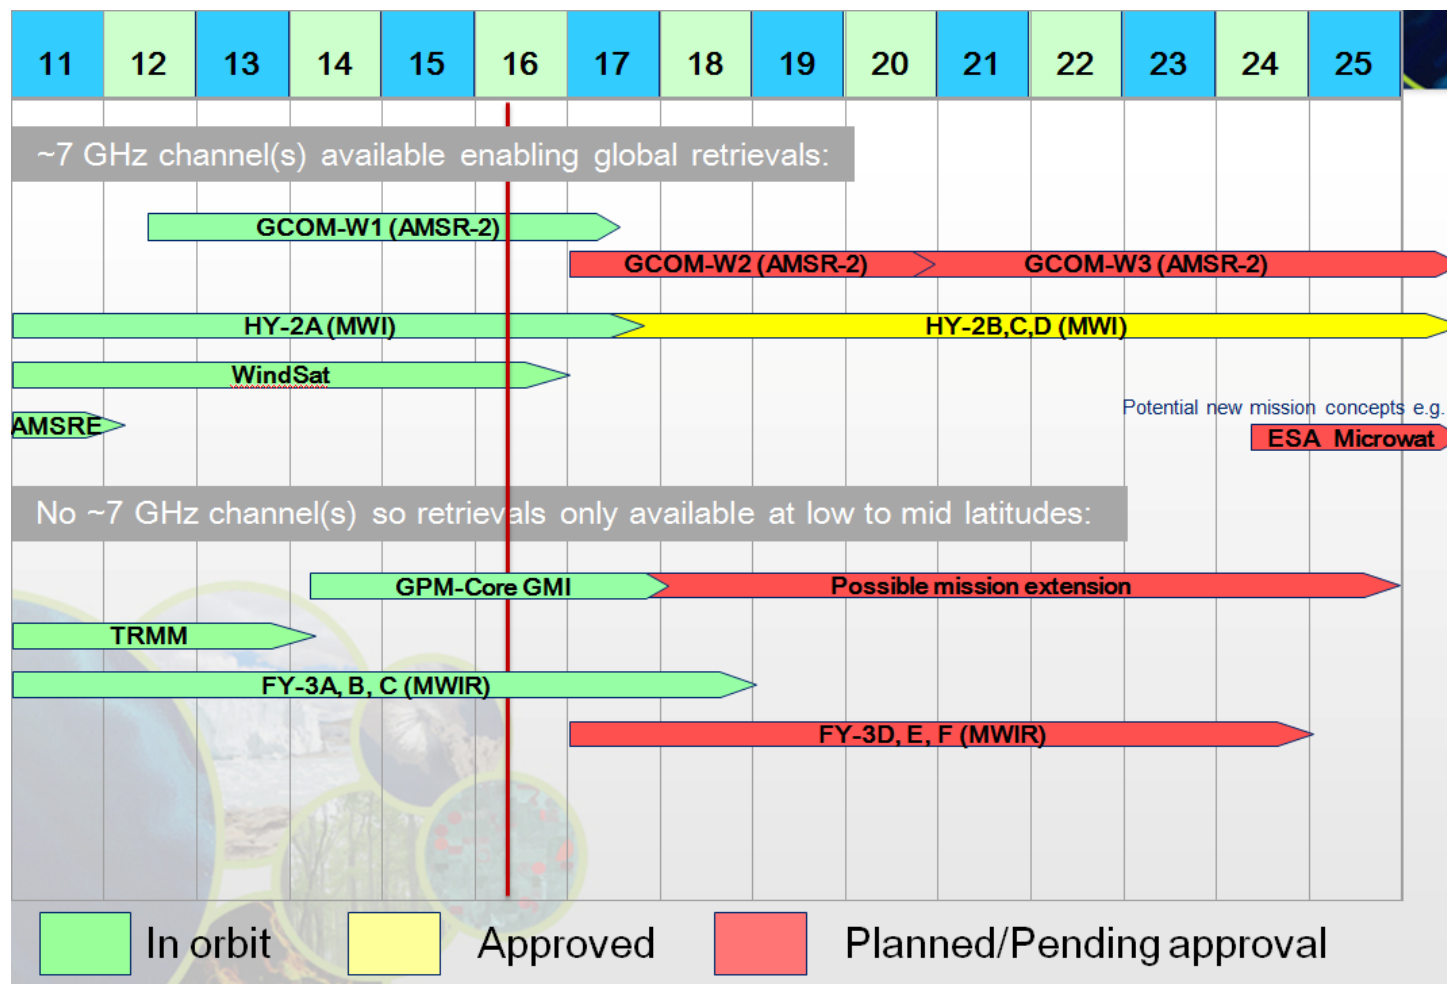 11 12 13 14 15 16 17 18 19 20 21 22 23 24 25
~7 GHz channel(s) available enabling global retrievals:
GCOM-W1 (AMSR-2)
GCOM-W2 (AMSR-2) GCOM-W3 (AMSR-2)
HY-2A (MWI) HY-2B,C,D (MWI)
WindSat
Potential new mission concepts e.g.
AMSRE
ESA Microwat
No ~7 GHz channel(s) so retrievals only available at low to mid latitudes:
GPM-Core GMI Possible mission extension
TRMM
FY-3A, B, C (MWIR)
FY-3D, E, F (MWIR)
In orbit Approved Planned/Pending approval